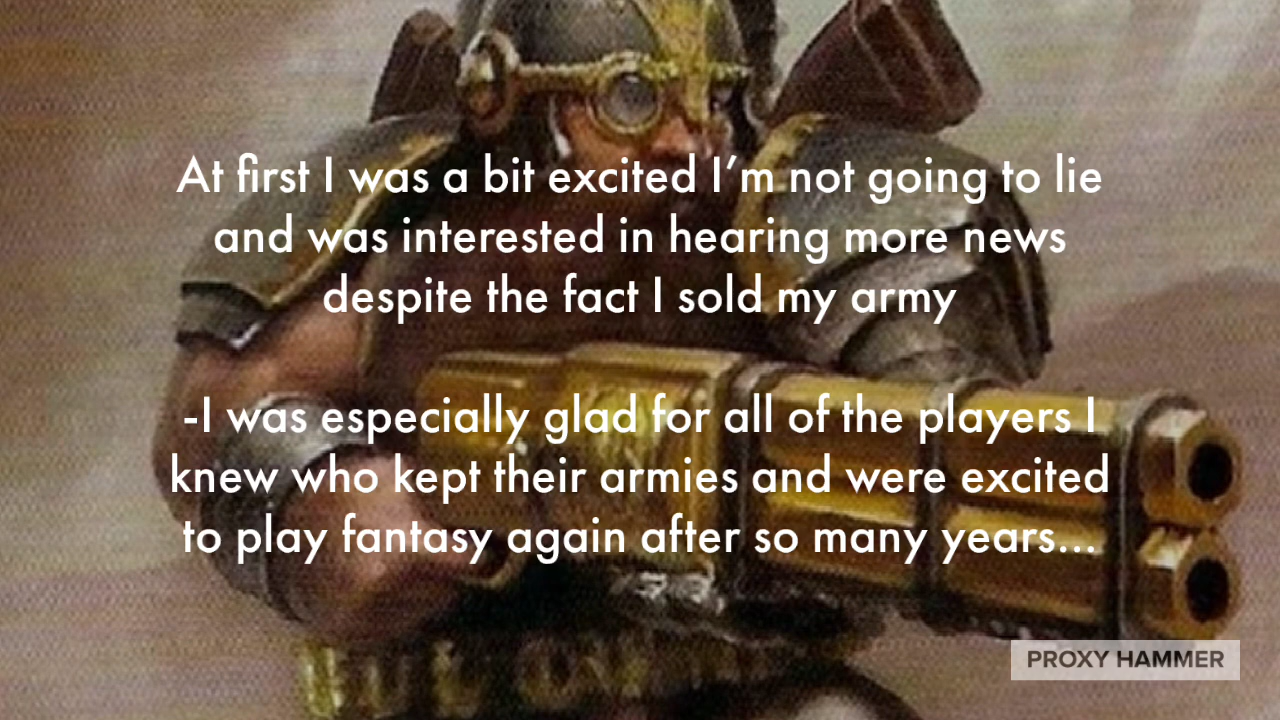 At first I was a bit excited I’m not going to lie
and was interested in hearing more news
despite the fact I sold my army
-I was especially glad for all of the players I
knew who kept their armies and were excited
to play fantasy again after so many years...
PROXY HAMMER